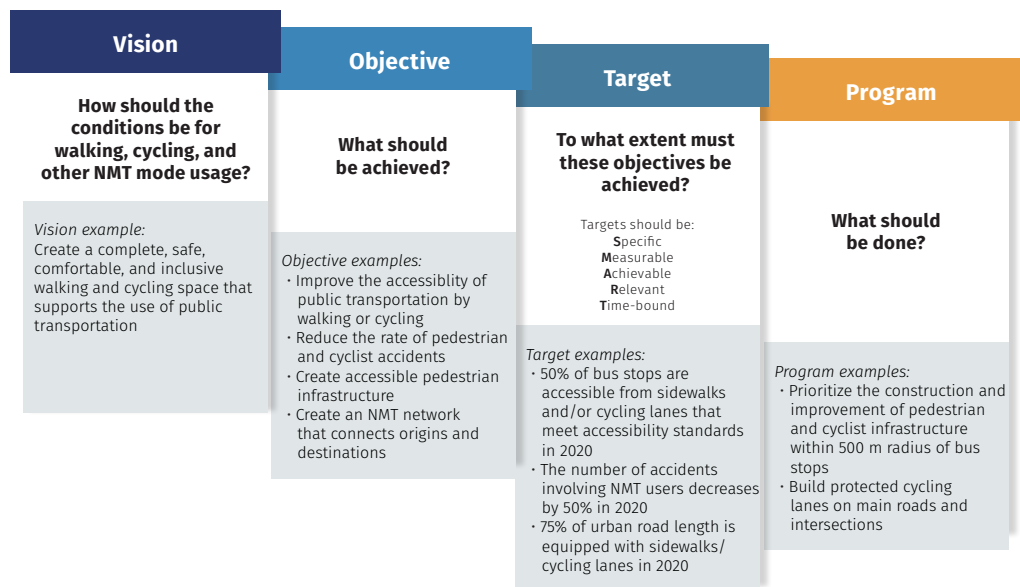 Vision
How should the
conditions be for
walking, cycling, and
other NMT mode usage?
Vision example:
Create a complete, safe,
comfortable, and inclusive
walking and cycling space that
supports the use of public
transportation
Objective
What should
be achieved?
Objective examples:
· Improve the accessiblity of
public transportation by
walking or cycling
· Reduce the rate of pedestrian
and cyclist accidents
· Create accessible pedestrian
infrastructure
· Create an NMT network
that connects origins and
destinations
Target
To what extent must
these objectives be
achieved?
Targets should be:
Specific
Measurable
Achievable
Relevant
Time-bound
Target examples:
· 50% of bus stops are
accessible from sidewalks
and/or cycling lanes that
meet accessibility standards
in 2020
· The number of accidents
involving NMT users decreases
by 50% in 2020
· 75% of urban road length is
equipped with sidewalks/
cycling lanes in 2020
Program
What should
be done?
Program examples:
· Prioritize the construction and
improvement of pedestrian
and cyclist infrastructure
within 500 m radius of bus
stops
· Build protected cycling
lanes on main roads and
intersections